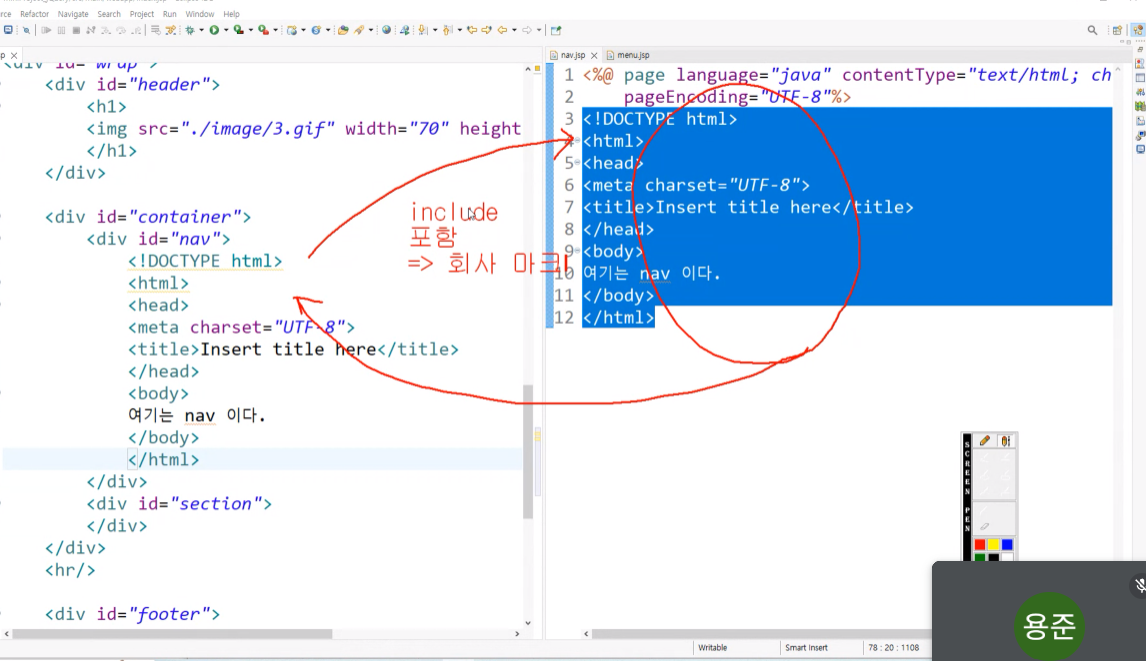 Refactor Navigate Search Project Run Window Help
<div id="wrap">
<div id="header">
<h1>
<img src="./image/3.gif" width="70" height
</h1>
</div>
<div id="container">
<div id="nav">
<!DOCTYPE html>
<html>
<head>
<meta charset="UTF-8">
<title>Insert title here</title>
</head>
<body>
여기는 nav 이다.
</body>
</html>
</div>
<div id="section">
</div>
</div>
<hr/>
<div id="footer">
include
포함
=> 회사 마크
nav.jsp menu.jsp
1 <%@ page language="java" contentType="text/html; ch
2 pageEncoding="UTF-8"%>
3 <!DOCTYPE html>
4 <html>
5 <head>
6 <meta charset="UTF-8">
7 <title>Insert title here</title>
8 </head>
9 <body>
10 여기는 nav 이다.
11 </body>
12 </html>
SCREEN PEN
용준
Writable Smart Insert 78 : 20 : 1108